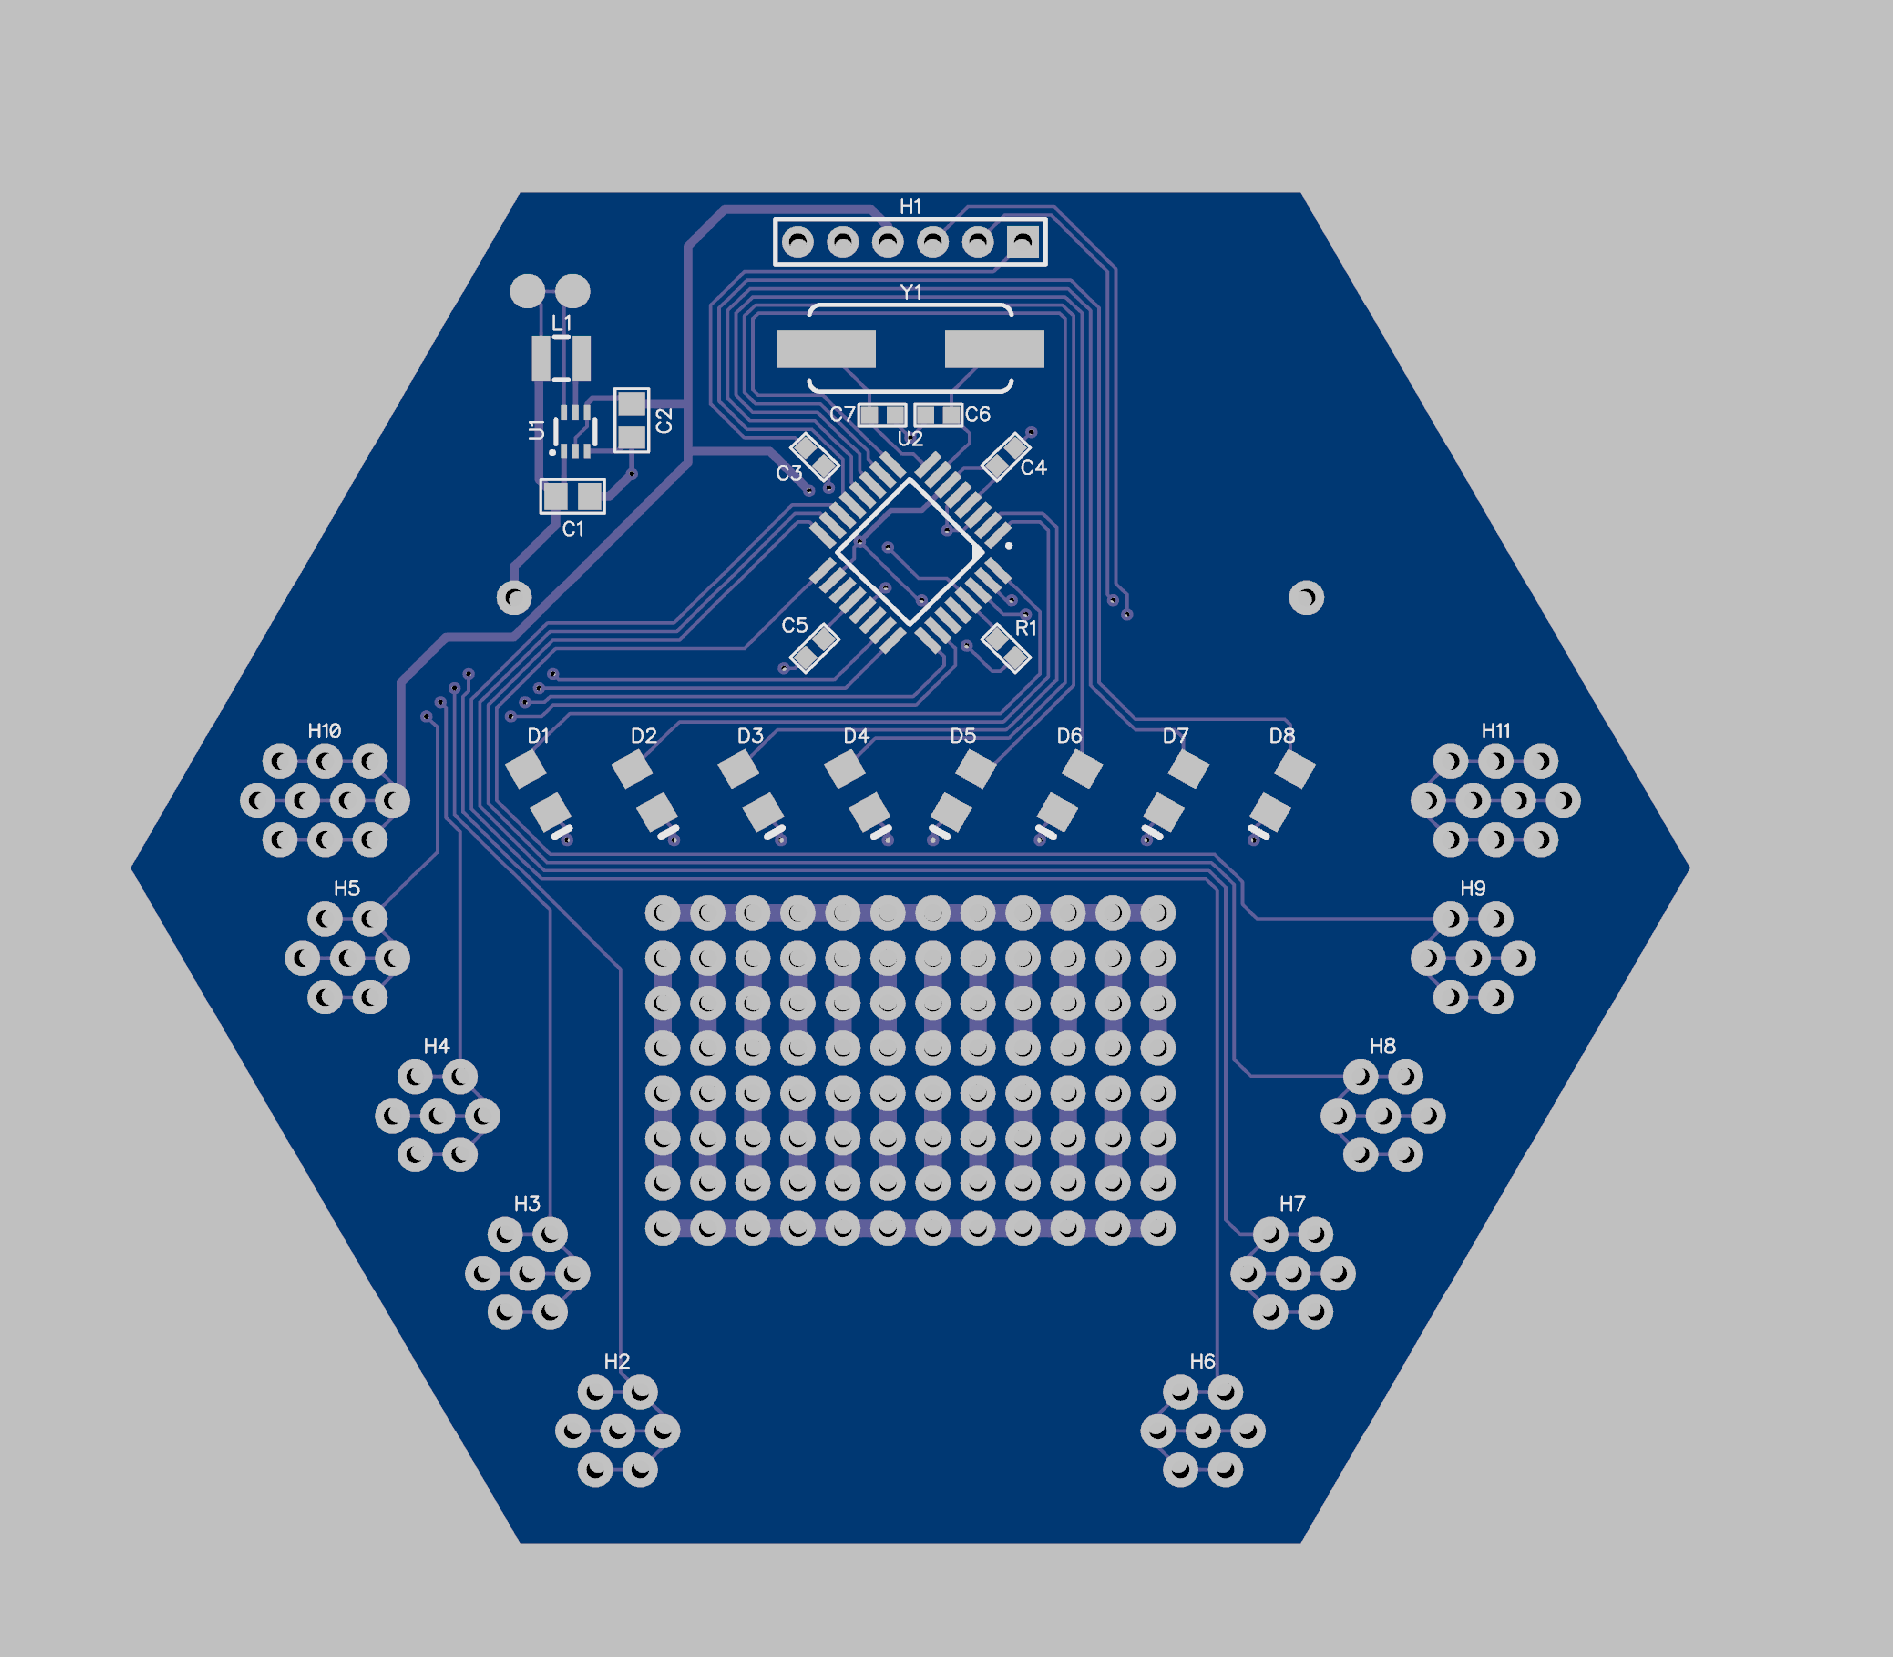 H1
Y1
L1
C7 C6
C2
U1
U2
C3 C4
C1
C5 R1
H10 D1 D2 D3 D4 D5 D6 D7 D8 H11
H5 H9
H4 H8
H3 H7
H2 H6